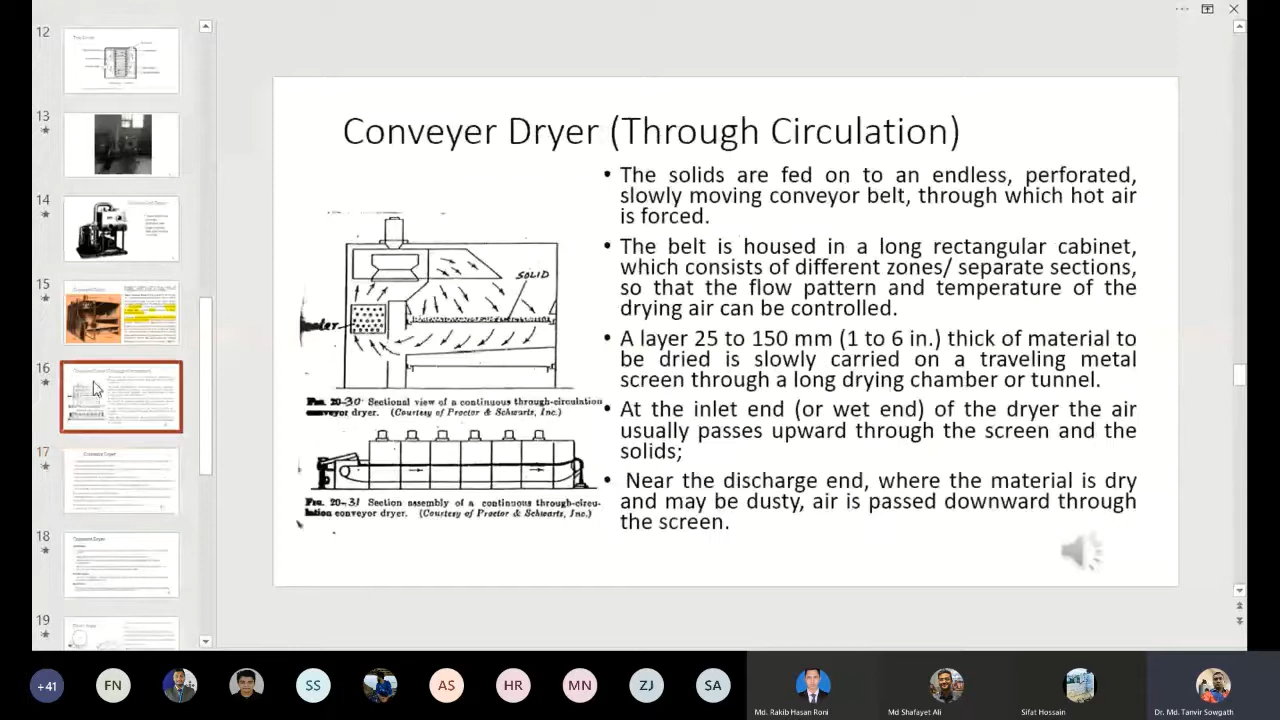 12
13
14
15
16
17
18
19
Conveyer Dryer (Through Circulation)
• The solids are fed on to an endless, perforated,
slowly moving conveyor belt, through which hot air
is forced.
• The belt is housed in a long rectangular cabinet,
which consists of different zones/ separate sections,
so that the flow pattern and temperature of the
drying air can be controlled.
• A layer 25 to 150 mm (1 to 6 in.) thick of material to
be dried is slowly carried on a traveling metal
screen through a long drying chamber or tunnel.
• At the inlet end (or wet end) of the dryer the air
usually passes upward through the screen and the
solids;
• Near the discharge end, where the material is dry
and may be dusty, air is passed downward through
the screen.
SOLID
FIG. 20-30 Sectional view of a continuous through-circulation
conveyor dryer. (Courtesy of Proctor & Schwartz, Inc.)
FIG. 20-31 Section assembly of a continuous through-circu-
lation conveyor dryer. (Courtesy of Proctor & Schwartz, Inc.)
+41
FN
SS
AS
HR
MN
ZJ
SA
Md. Rakib Hasan Roni
Md Shafayet Ali
Sifat Hossain
Dr. Md. Tanvir Sowgath